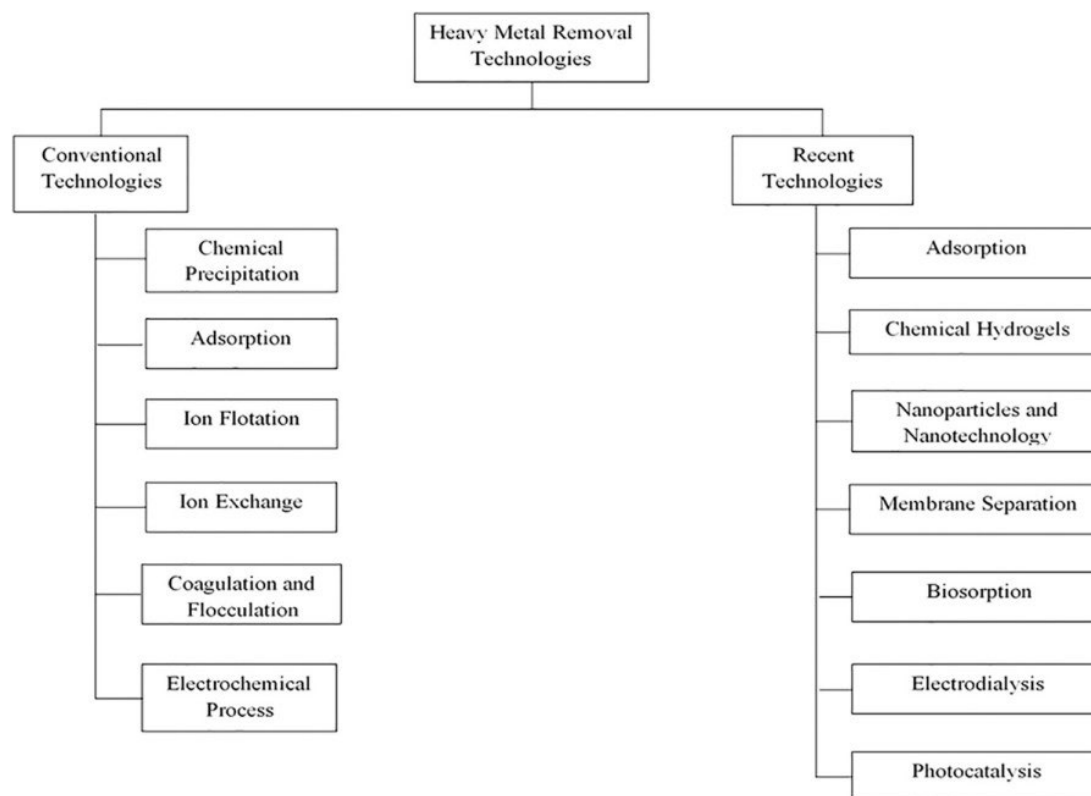 Heavy Metal Removal
Technologies
Conventional
Technologies
Chemical
Precipitation
Adsorption
Ion Flotation
Ion Exchange
Coagulation and
Flocculation
Electrochemical
Process
Recent
Technologies
Adsorption
Chemical Hydrogels
Nanoparticles and
Nanotechnology
Membrane Separation
Biosorption
Electrodialysis
Photocatalysis